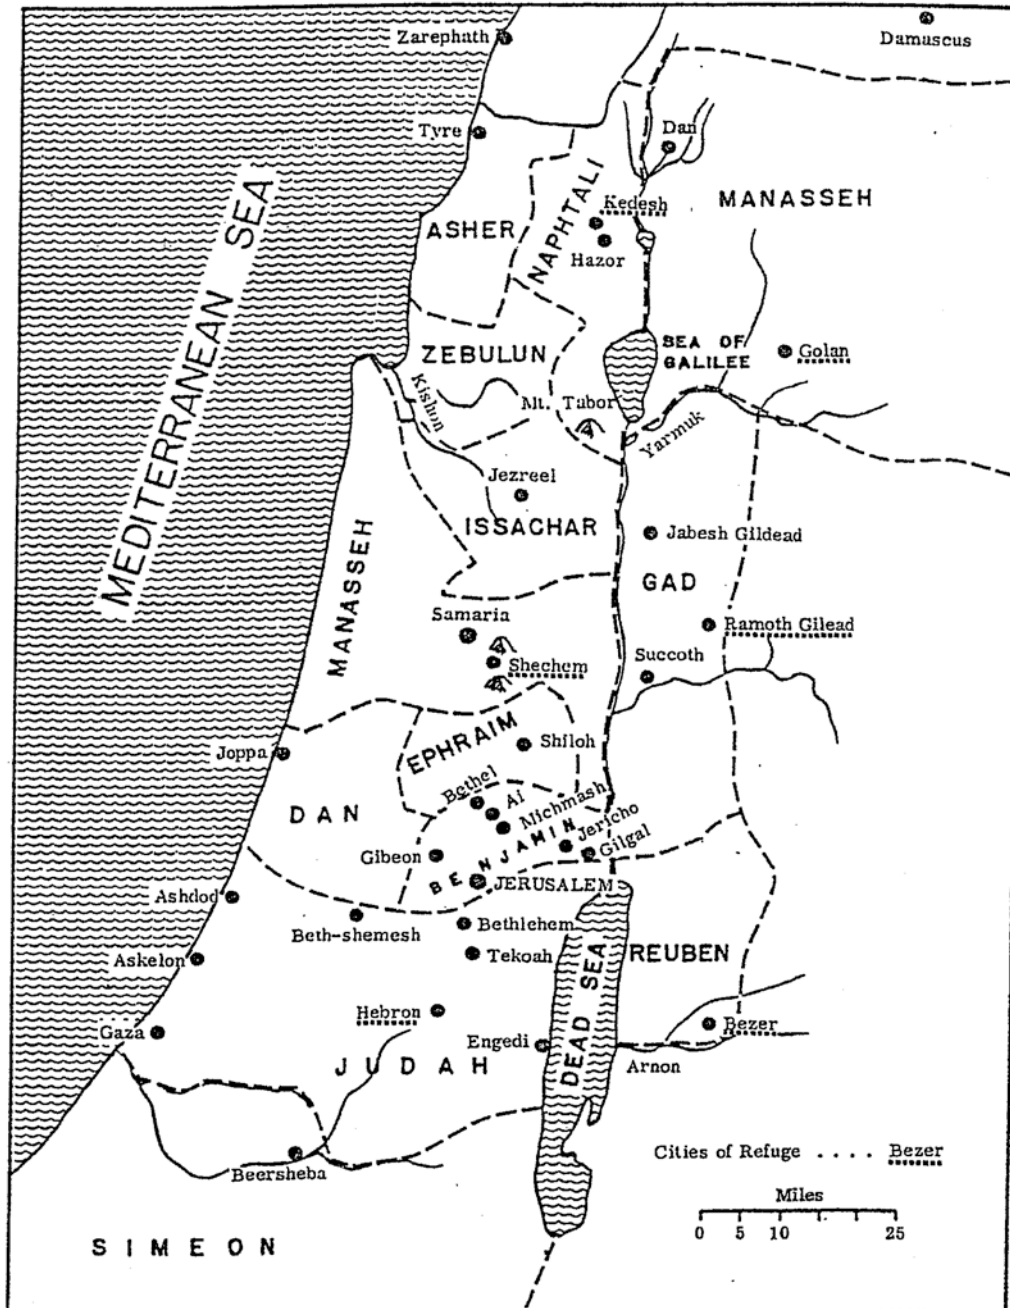 Zarephath
Damascus
Tyre
Dan
MANASSEH
Kedesh
NAPHTALI
ASHER
Hazor
MEDITERRANEAN SEA
SEA OF
GALILEE
Golan
ZEBULUN
Kishon
Mt. Tabor
Yarmuk
Jezreel
ISSACHAR
Jabesh Gildead
MANASSEH
GAD
Samaria
Ramoth Gilead
Shechem
Succoth
EPHRAIM
Shiloh
Joppa
Bethel
Ai
Michmash
DAN
BENJAMIN
Jericho
Gilgal
Gibeon
JERUSALEM
Ashdod
Beth-shemesh
Bethlehem
Askelon
Tekoah
DEAD SEA
REUBEN
Hebron
Gaza
Engedi
Bezer
JUDAH
Arnon
Beersheba
Cities of Refuge .... Bezer
Miles
0 5 10 25
SIMEON